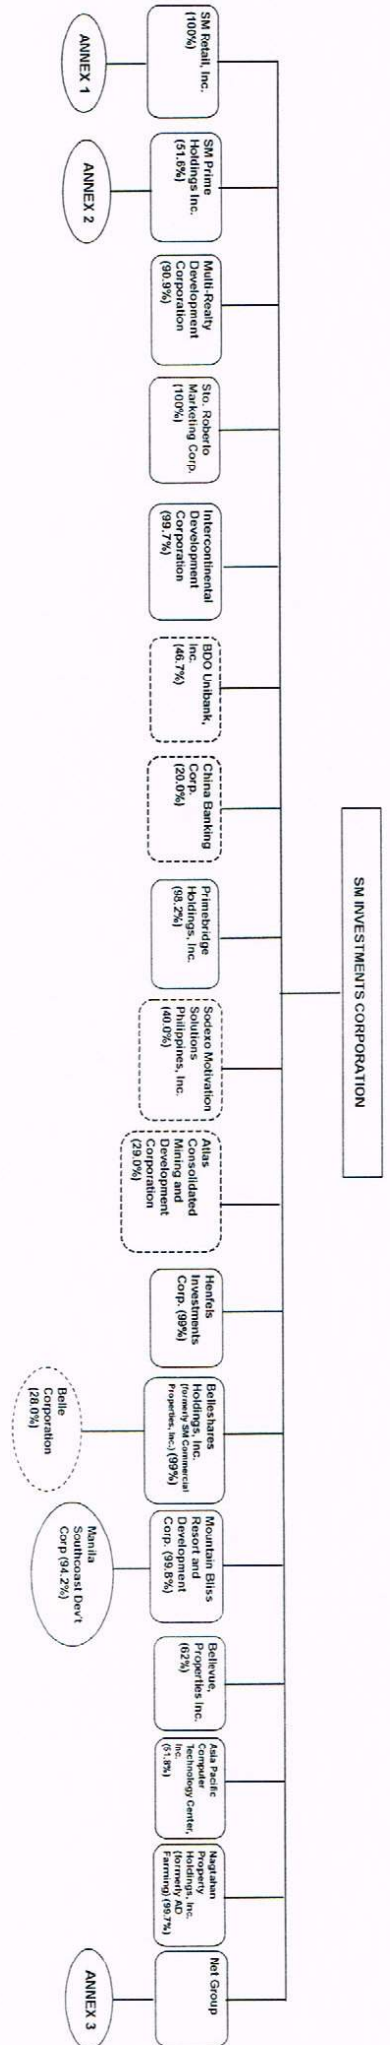 SM INVESTMENTS CORPORATION
SM Retail, Inc.
(100%)
ANNEX 1
SM Prime
Holdings Inc.
(51.6%)
ANNEX 2
Multi-Realty
Development
Corporation
(90.9%)
Sto. Roberto
Marketing Corp.
(100%)
Intercontinental
Development
Corporation
(99.7%)
BDO Unibank,
Inc.
(46.7%)
China Banking
Corp.
(20.0%)
Primebridge
Holdings, Inc.
(98.2%)
Sodexo Motivation
Solutions
Philippines, Inc.
(40.0%)
Atlas
Consolidated
Mining and
Development
Corporation
(29.0%)
Henfels
Investments
Corp. (99%)
Belleshares
Holdings, Inc.
(formerly SM Commercial
Properties, Inc.) (99%)
Belle
Corporation
(28.0%)
Mountain Bliss
Resort and
Development
Corp. (99.8%)
Manila
Southcoast Dev't
Corp (94.2%)
Bellevue,
Properties Inc.
(62%)
Asia Pacific
Computer
Technology Center,
Inc.
(51.8%)
Nagtahan
Property
Holdings, Inc.
(formerly AD
Farming) (99.7%)
Net Group
ANNEX 3